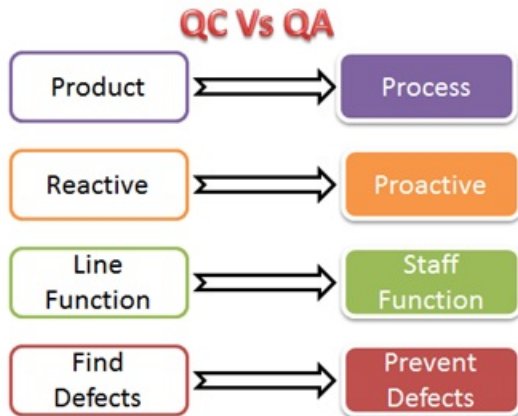 QC Vs QA
Product
Process
Reactive
Proactive
Line
Function
Staff
Function
Find
Defects
Prevent
Defects